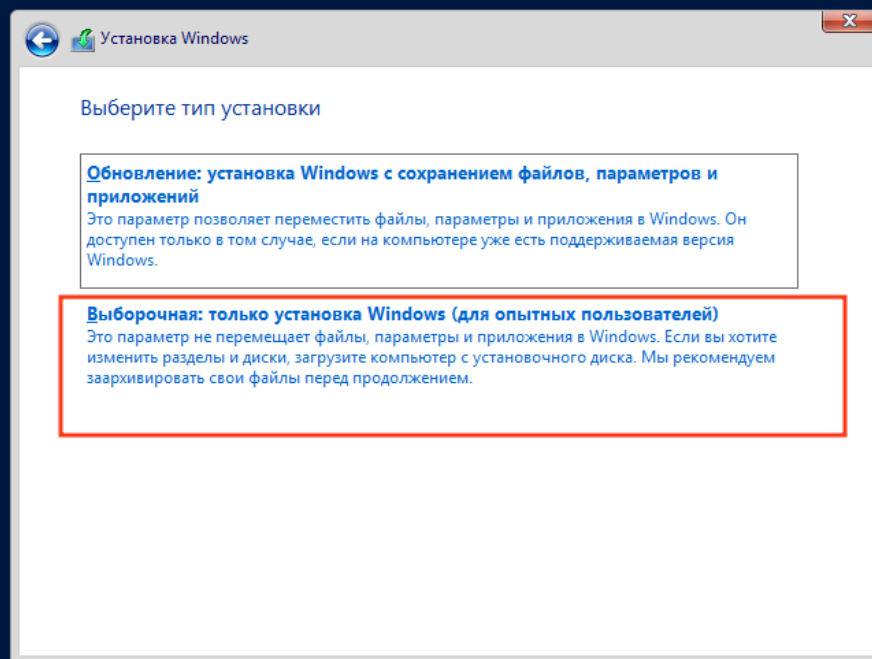 Установка Windows
Выберите тип установки
Обновление: установка Windows с сохранением файлов, параметров и
приложений
Это параметр позволяет переместить файлы, параметры и приложения в Windows. Он
доступен только в том случае, если на компьютере уже есть поддерживаемая версия
Windows.
Выборочная: только установка Windows (для опытных пользователей)
Это параметр не перемещает файлы, параметры и приложения в Windows. Если вы хотите
изменить разделы и диски, загрузите компьютер с установочного диска. Мы рекомендуем
заархивировать свои файлы перед продолжением.